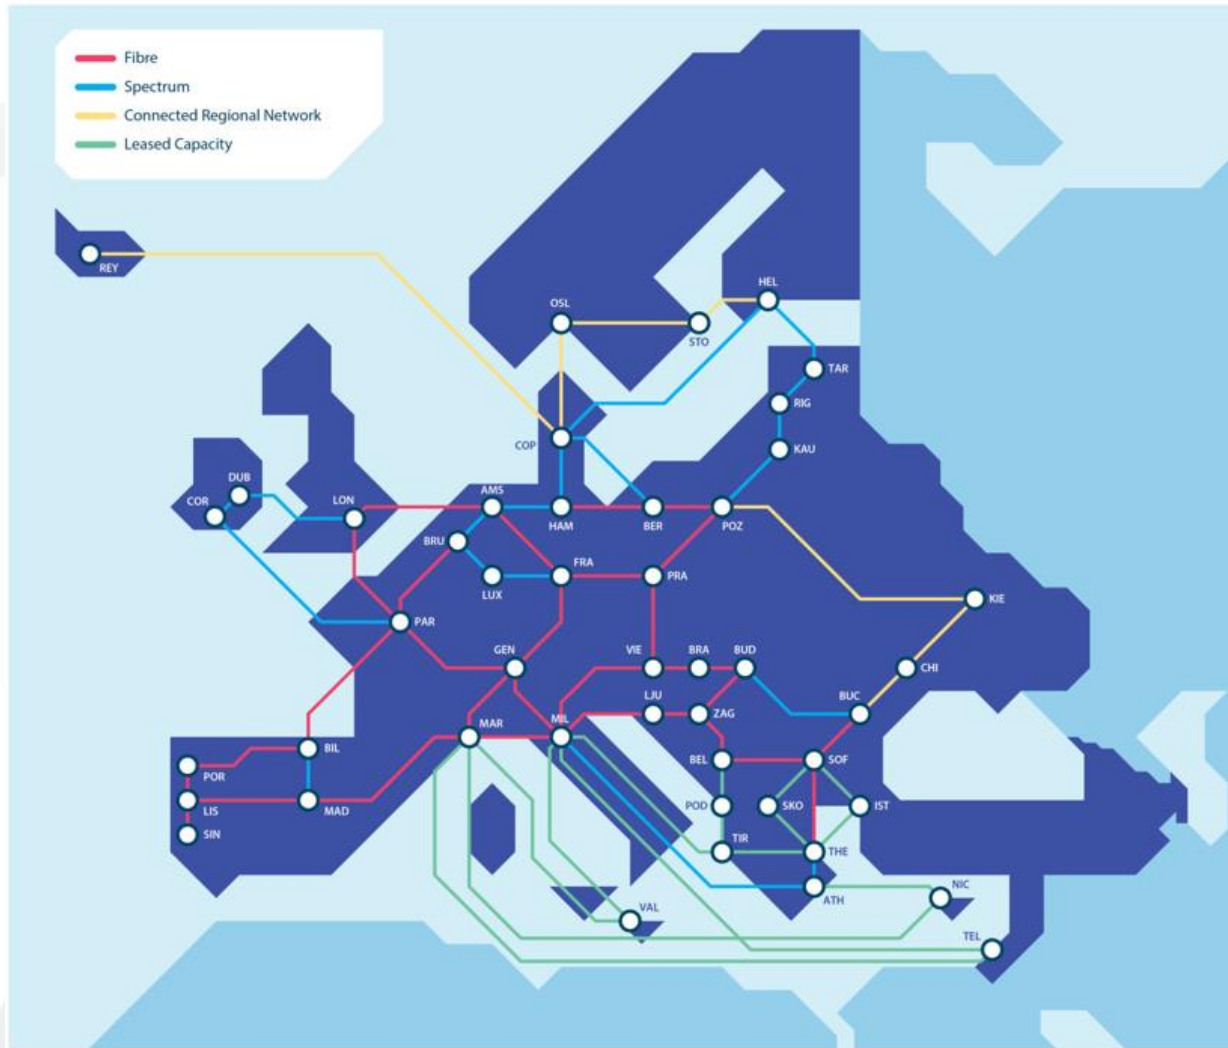 Fibre
Spectrum
Connected Regional Network
Leased Capacity
REY
HEL
OSL
STO
TAR
RIG
COP
KAU
DUB
AMS
COR
LON
HAM
BER
POZ
BRU
FRA
PRA
LUX
KIE
PAR
GEN
VIE
BRA
BUD
CHI
LJU
BUC
ZAG
MAR
MIL
BIL
BEL
SOF
POR
POD
SKO
IST
LIS
MAD
SIN
TIR
THE
NIC
ATH
VAL
TEL